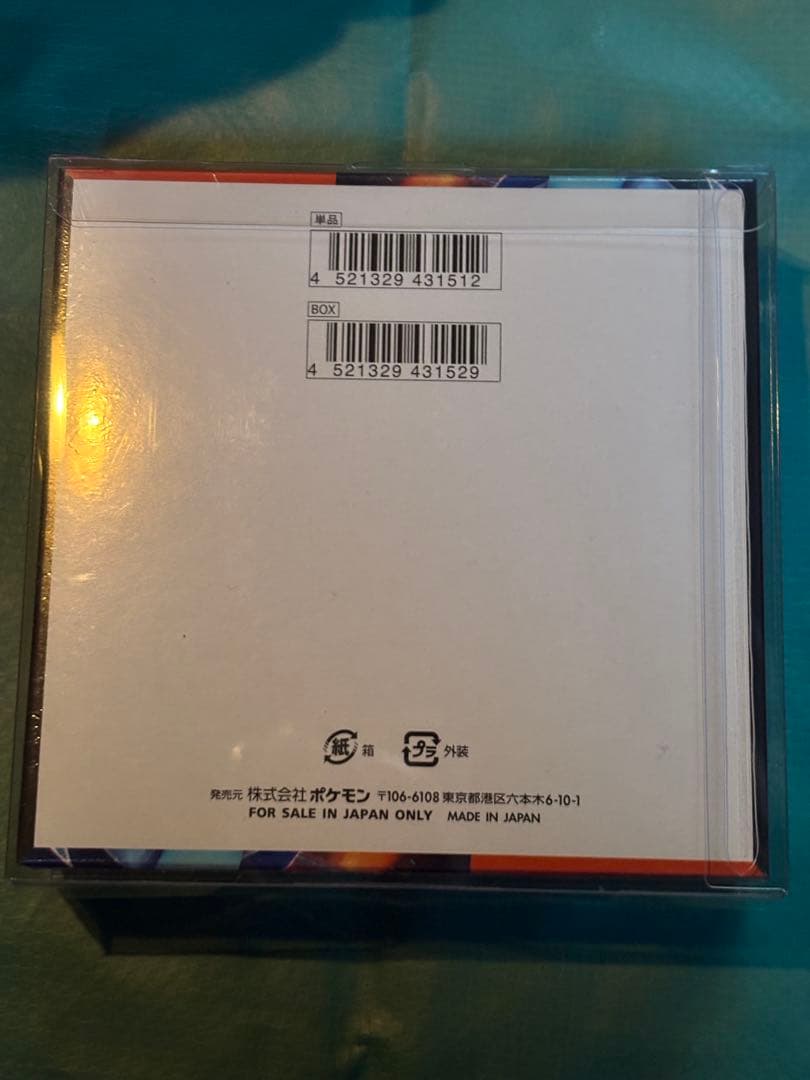 単品
4 521329 431512
BOX
4 521329 431529
紙 箱 プラ 外装
発売元 株式会社 ポケモン 〒106-6108 東京都港区六本木6-10-1
FOR SALE IN JAPAN ONLY MADE IN JAPAN